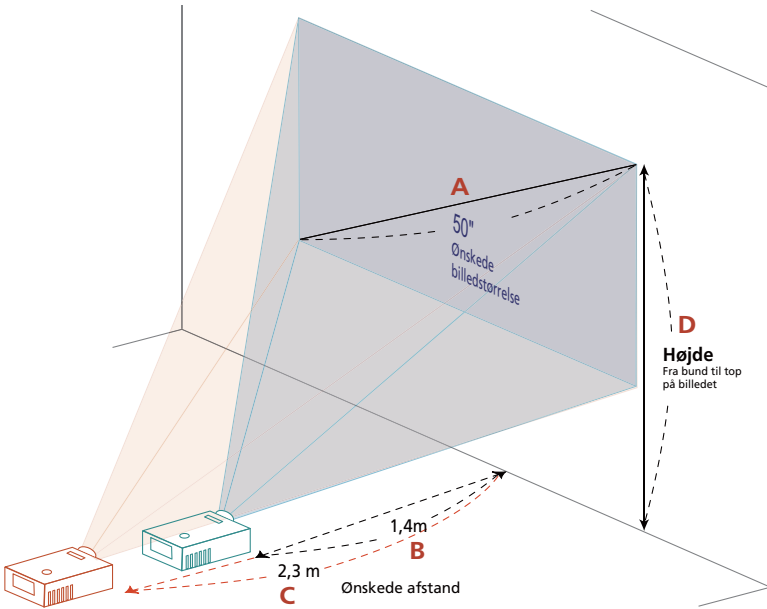 A
50"
Ønskede
billedstørrelse
D
Højde
Fra bund til top
på billedet
1,4m
B
2,3 m
C
Ønskede afstand